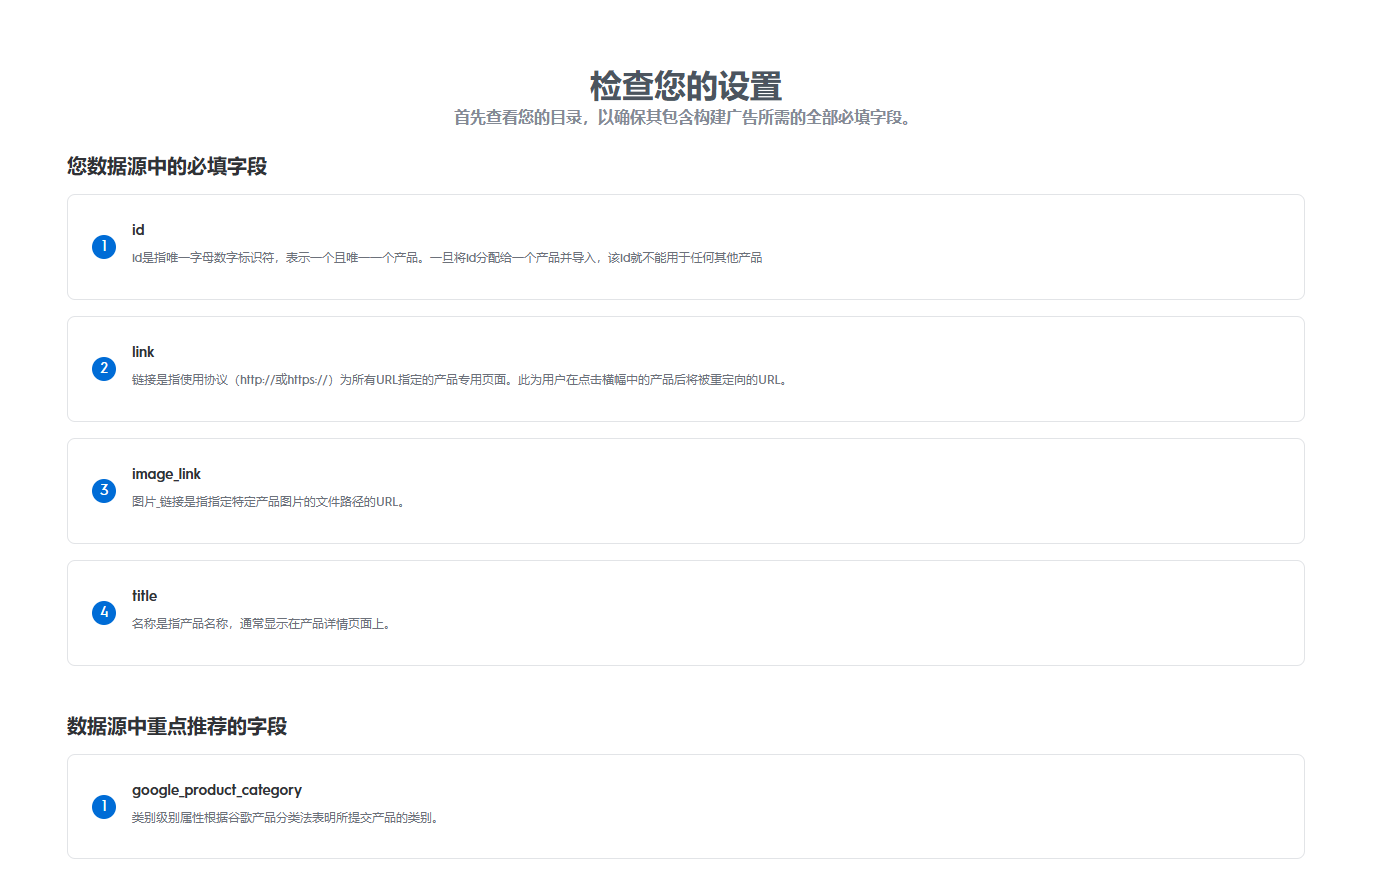 检查您的设置
首先查看您的目录，以确保其包含构建广告所需的全部必填字段。
您数据源中的必填字段
1
id
id是指唯一字母数字标识符，表示一个且唯一一个产品。一旦将id分配给一个产品并导入，该id就不能用于任何其他产品
2
link
链接是指使用协议（http://或https://）为所有URL指定的产品专用页面。此为用户在点击横幅中的产品后将被重定向的URL。
3
image_link
图片_链接是指指定特定产品图片的文件路径的URL。
4
title
名称是指产品名称，通常显示在产品详情页面上。
数据源中重点推荐的字段
1
google_product_category
类别级别属性根据谷歌产品分类法表明所提交产品的类别。